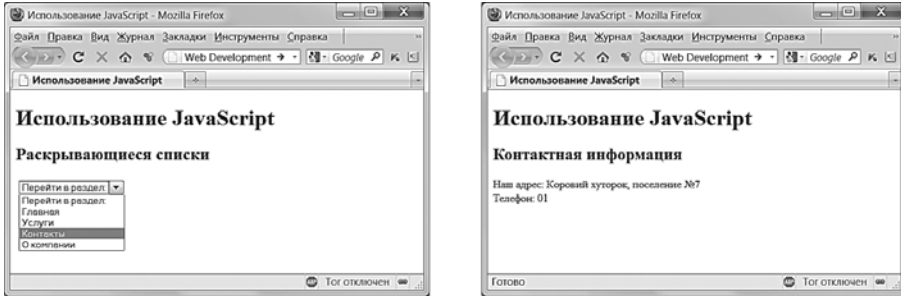 Использование JavaScript - Mozilla Firefox
Файл Правка Вид Журнал Закладки Инструменты Справка
Web Development
Google
Использование JavaScript
Использование JavaScript
Раскрывающиеся списки
Перейти в раздел:
Перейти в раздел:
Главная
Услуги
Контакты
О компании
Tor отключен
Использование JavaScript - Mozilla Firefox
Файл Правка Вид Журнал Закладки Инструменты Справка
Web Development
Google
Использование JavaScript
Использование JavaScript
Контактная информация
Наш адрес: Коровий хуторок, поселение №7
Телефон: 01
Готово
Tor отключен